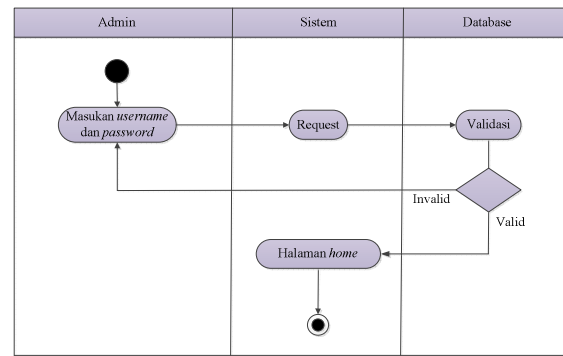 Admin
Sistem
Database
Masukan username
dan password
Request
Validasi
Invalid
Valid
Halaman home